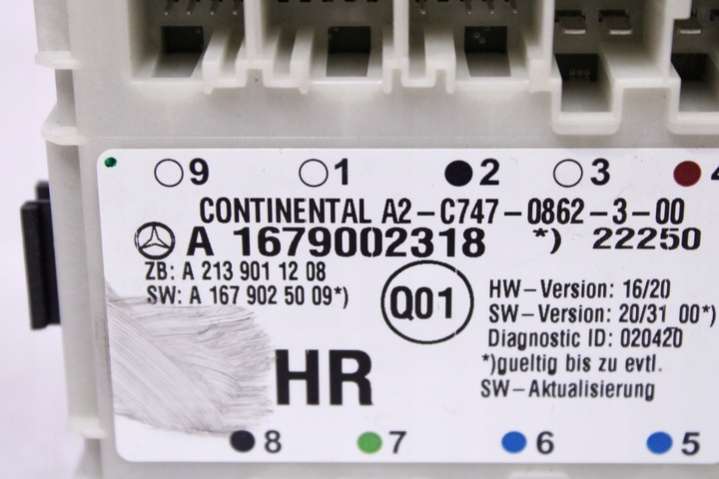 9 1 2 3 4
CONTINENTAL A2-C747-0862-3-00
A 1679002318 *) 22250
ZB: A 213 901 12 08
SW: A 167 902 50 09*)
Q01
HW-Version: 16/20
SW-Version: 20/31 00*)
Diagnostic ID: 020420
*)gueltig bis zu evtl.
SW-Aktualisierung
HR
8 7 6 5